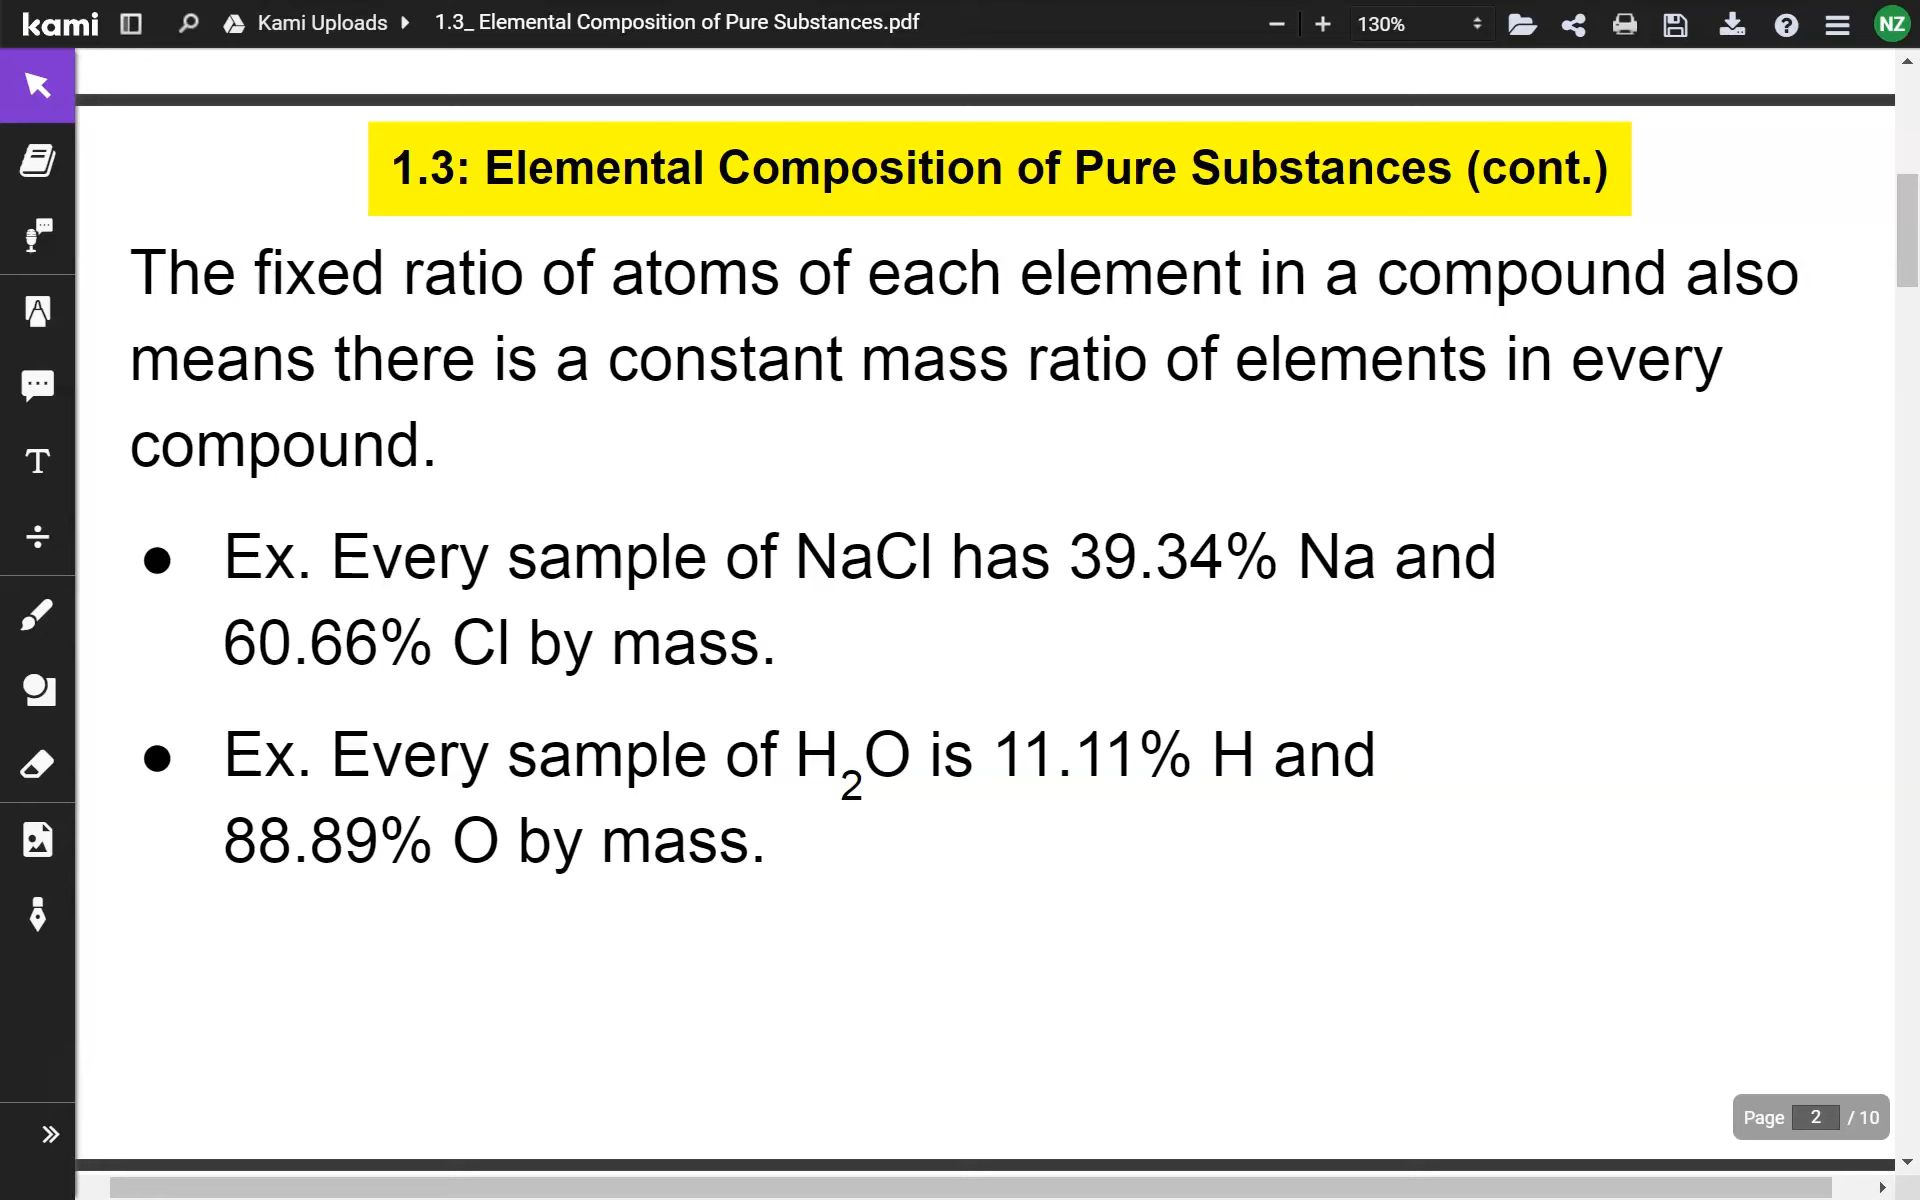 kami Kami Uploads 1.3_ Elemental Composition of Pure Substances.pdf 130% NZ
1.3: Elemental Composition of Pure Substances (cont.)
The fixed ratio of atoms of each element in a compound also
means there is a constant mass ratio of elements in every
compound.
● Ex. Every sample of NaCl has 39.34% Na and
60.66% Cl by mass.
● Ex. Every sample of H₂O is 11.11% H and
88.89% O by mass.
Page 2 / 10